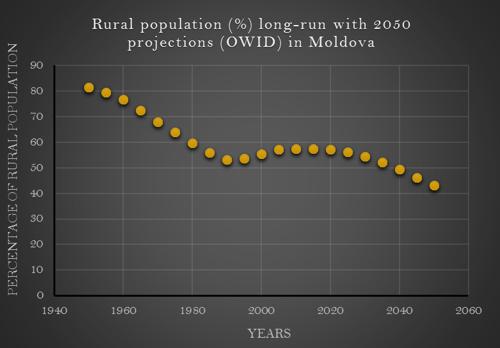 Rural population (%) long-run with 2050
projections (OWID) in Moldova
PERCENTAGE OF RURAL POPULATION
90
80
70
60
50
40
30
20
10
0
1940 1960 1980 2000 2020 2040 2060
YEARS